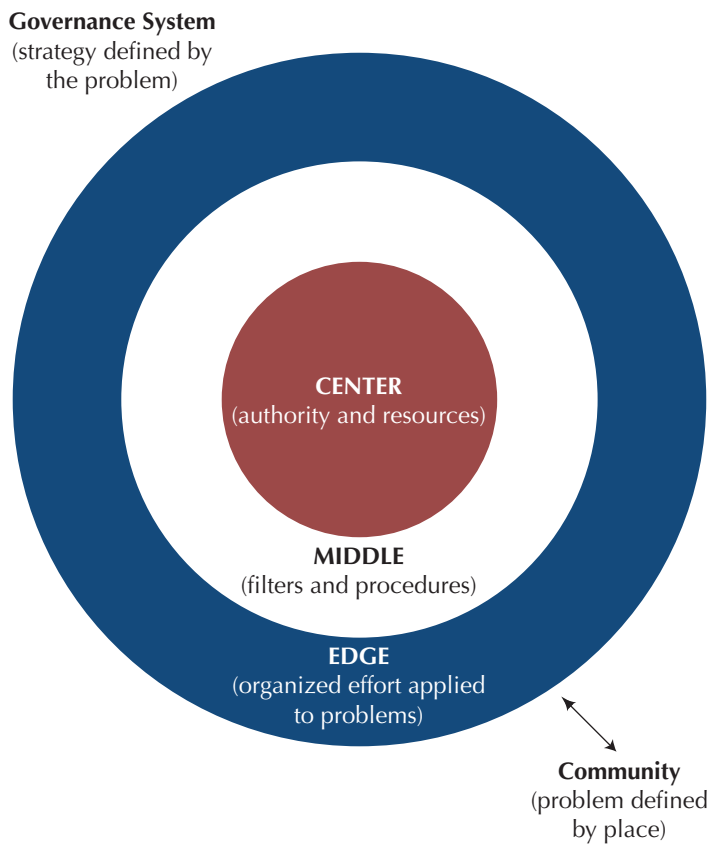 Governance System
(strategy defined by
the problem)
CENTER
(authority and resources)
MIDDLE
(filters and procedures)
EDGE
(organized effort applied
to problems)
Community
(problem defined
by place)